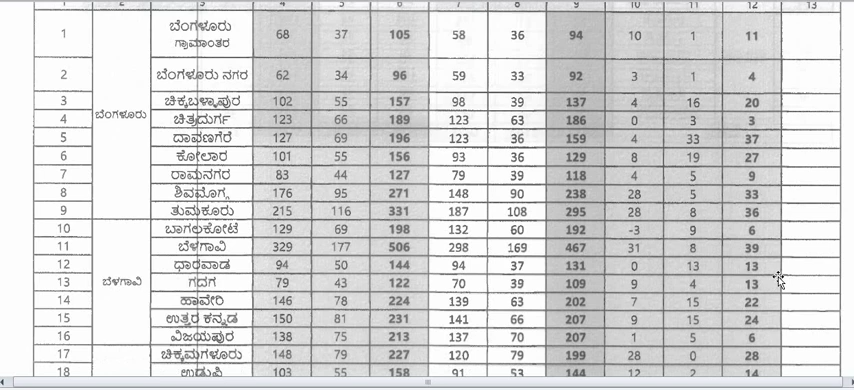 1 2 3 4 5 6 7 8 9 10 11 12 13
1 ಬೆಂಗಳೂರು ಗ್ರಾಮಾಂತರ 68 37 105 58 36 94 10 1 11
2 ಬೆಂಗಳೂರು ನಗರ 62 34 96 59 33 92 3 1 4
3 ಚಿಕ್ಕಬಳ್ಳಾಪುರ 102 55 157 98 39 137 4 16 20
ಬೆಂಗಳೂರು
4 ಚಿತ್ರದುರ್ಗ 123 66 189 123 63 186 0 3 3
5 ದಾವಣಗೆರೆ 127 69 196 123 36 159 4 33 37
6 ಕೋಲಾರ 101 55 156 93 36 129 8 19 27
7 ರಾಮನಗರ 83 44 127 79 39 118 4 5 9
8 ಶಿವಮೊಗ್ಗ 176 95 271 148 90 238 28 5 33
9 ತುಮಕೂರು 215 116 331 187 108 295 28 8 36
10 ಬಾಗಲಕೋಟೆ 129 69 198 132 60 192 -3 9 6
11 ಬೆಳಗಾವಿ 329 177 506 298 169 467 31 8 39
12 ಧಾರವಾಡ 94 50 144 94 37 131 0 13 13
13 ಬೆಳಗಾವಿ ಗದಗ 79 43 122 70 39 109 9 4 13
14 ಹಾವೇರಿ 146 78 224 139 63 202 7 15 22
15 ಉತ್ತರ ಕನ್ನಡ 150 81 231 141 66 207 9 15 24
16 ವಿಜಯಪುರ 138 75 213 137 70 207 1 5 6
17 ಚಿಕ್ಕಮಗಳೂರು 148 79 227 120 79 199 28 0 28
18 ಉಡುಪಿ 103 55 158 91 53 144 12 2 14